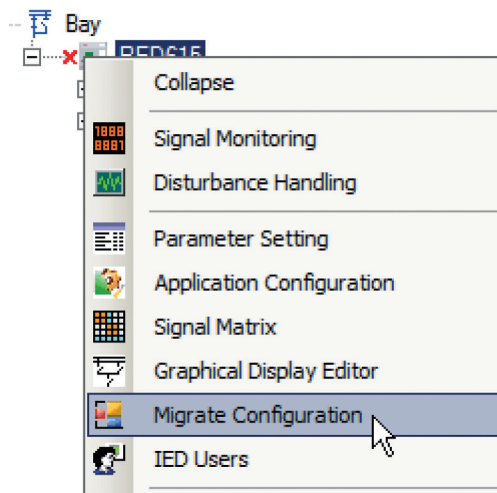 Bay
RED615
Collapse
Signal Monitoring
Disturbance Handling
Parameter Setting
Application Configuration
Signal Matrix
Graphical Display Editor
Migrate Configuration
IED Users